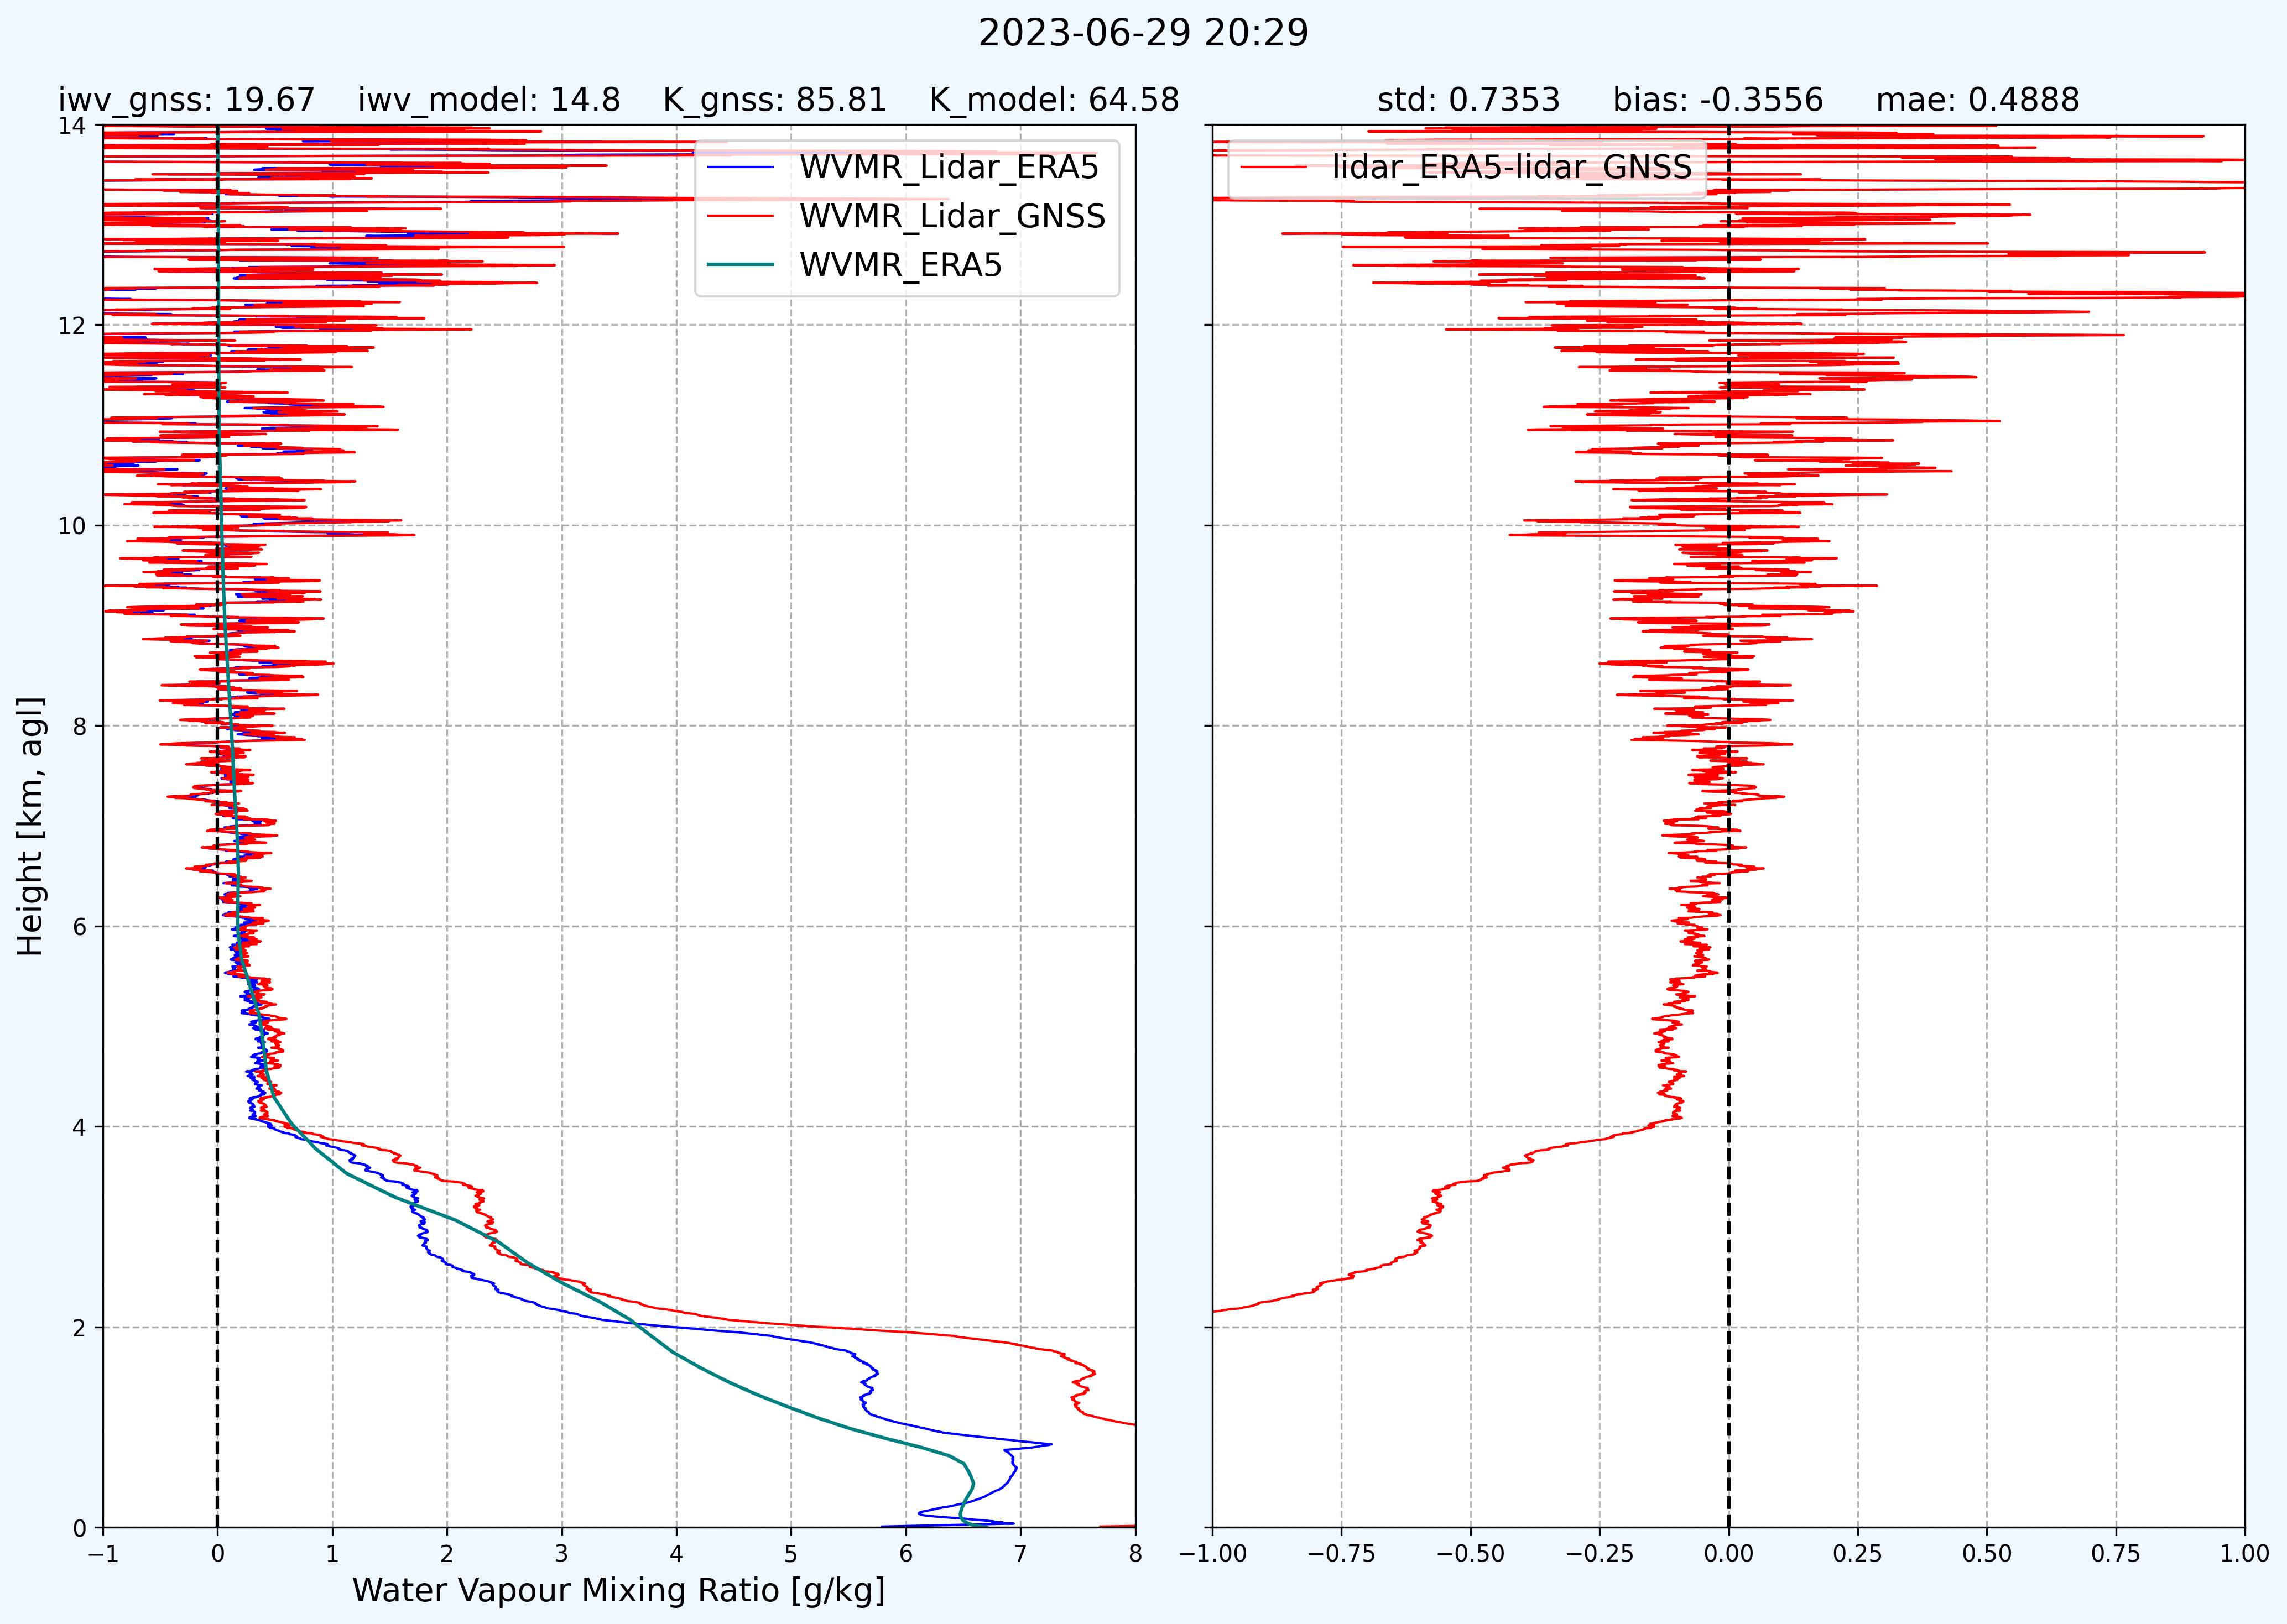 2023-06-29 20:29
iwv_gnss: 19.67 iwv_model: 14.8 K_gnss: 85.81 K_model: 64.58
std: 0.7353 bias: -0.3556 mae: 0.4888
WVMR_Lidar_ERA5
WVMR_Lidar_GNSS
WVMR_ERA5
lidar_ERA5-lidar_GNSS
Height [km, agl]
14
12
10
8
6
4
2
0
−1 0 1 2 3 4 5 6 7 8
−1.00 −0.75 −0.50 −0.25 0.00 0.25 0.50 0.75 1.00
Water Vapour Mixing Ratio [g/kg]